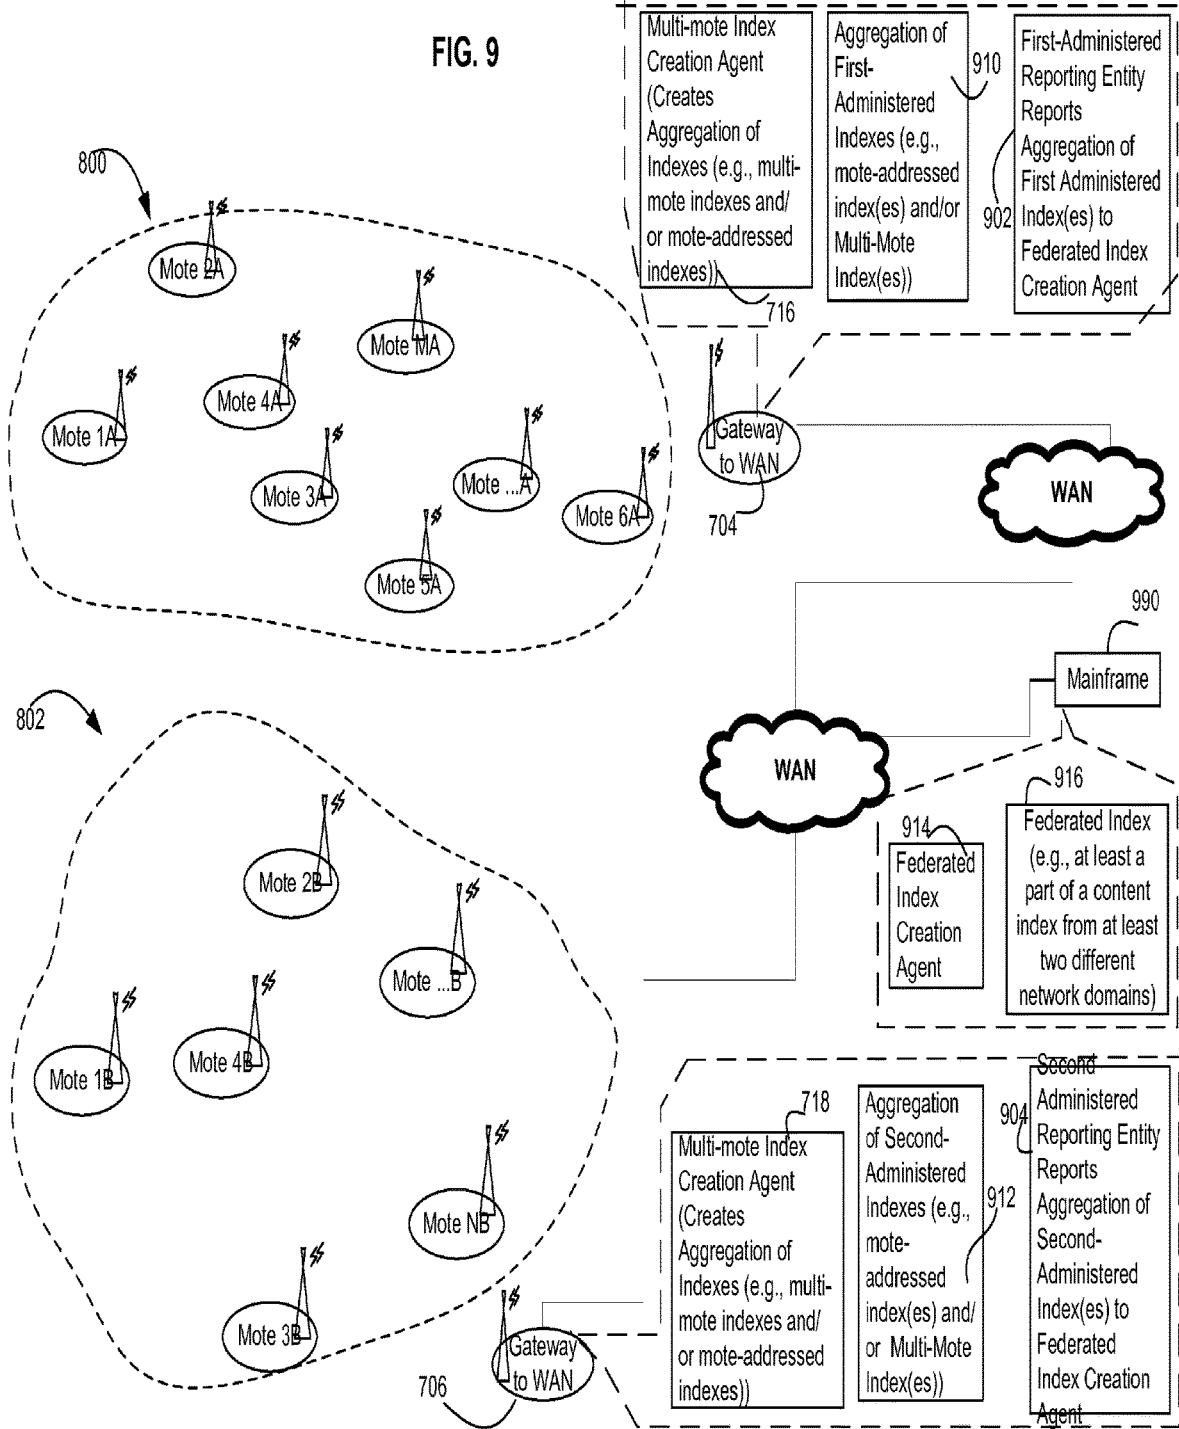 FIG. 9
Multi-mote Index
Creation Agent
(Creates
Aggregation of
Indexes (e.g., multi-
mote indexes and/
or mote-addressed
indexes))
716
Aggregation of
First-
Administered
Indexes (e.g.,
mote-addressed
index(es) and/or
Multi-Mote
Index(es))
910
First-Administered
Reporting Entity
Reports
Aggregation of
First Administered
Index(es) to
Federated Index
Creation Agent
902
800
Mote 2A
Mote MA
Mote 4A
Mote 1A
Mote 3A
Mote ...A
Mote 6A
Mote 5A
Gateway
to WAN
704
WAN
990
Mainframe
802
WAN
916
Federated Index
(e.g., at least a
part of a content
index from at least
two different
network domains)
914
Federated
Index
Creation
Agent
Mote 2B
Mote ...B
Mote 4B
Mote 1B
Mote NB
Mote 3B
Gateway
to WAN
706
718
Multi-mote Index
Creation Agent
(Creates
Aggregation of
Indexes (e.g., multi-
mote indexes and/
or mote-addressed
indexes))
Aggregation
of Second-
Administered
Indexes (e.g.,
mote-
addressed
index(es) and/
or Multi-Mote
Index(es))
912
904
Second
Administered
Reporting Entity
Reports
Aggregation of
Second-
Administered
Index(es) to
Federated
Index Creation
Agent